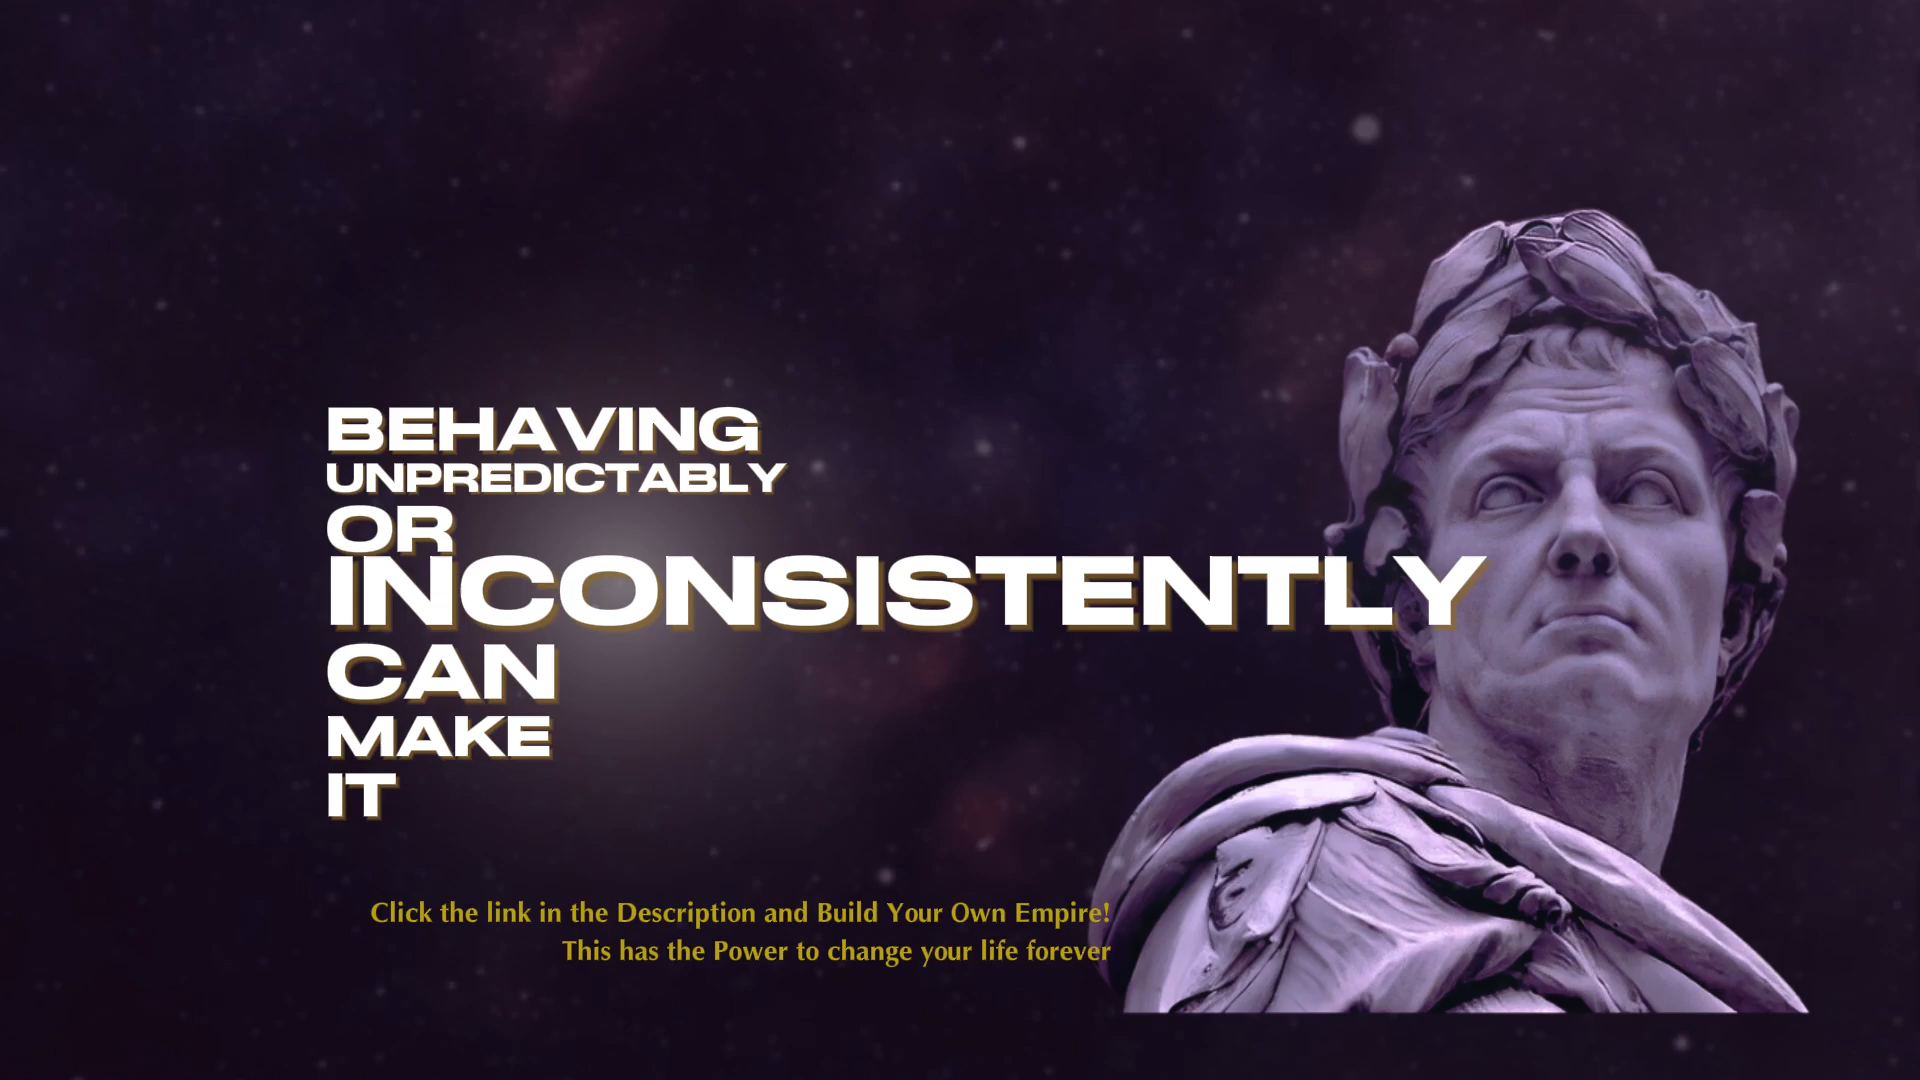 BEHAVING
UNPREDICTABLY
OR
INCONSISTENTLY
CAN
MAKE
IT
Click the link in the Description and Build Your Own Empire!
This has the Power to change your life forever